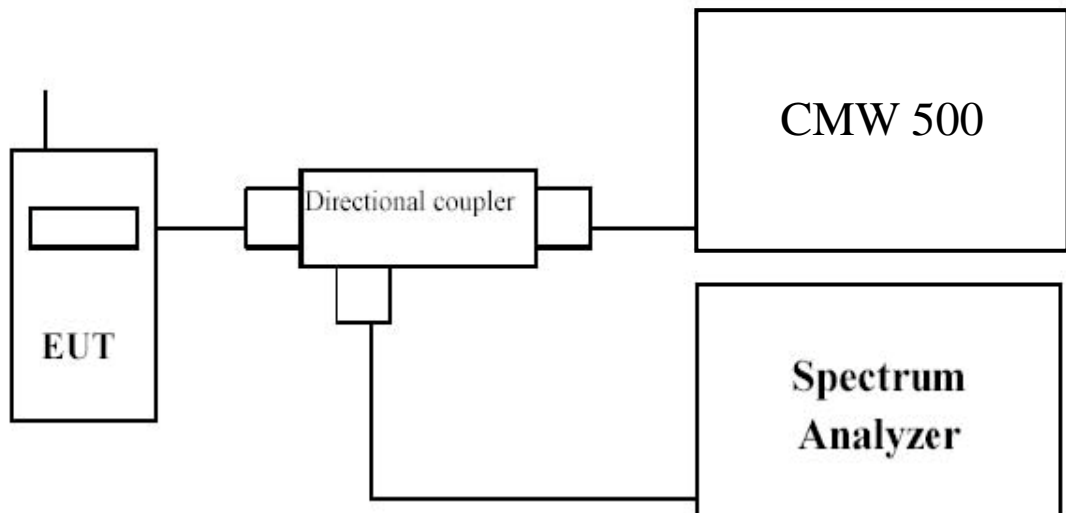 CMW 500
Directional coupler
EUT
Spectrum
Analyzer